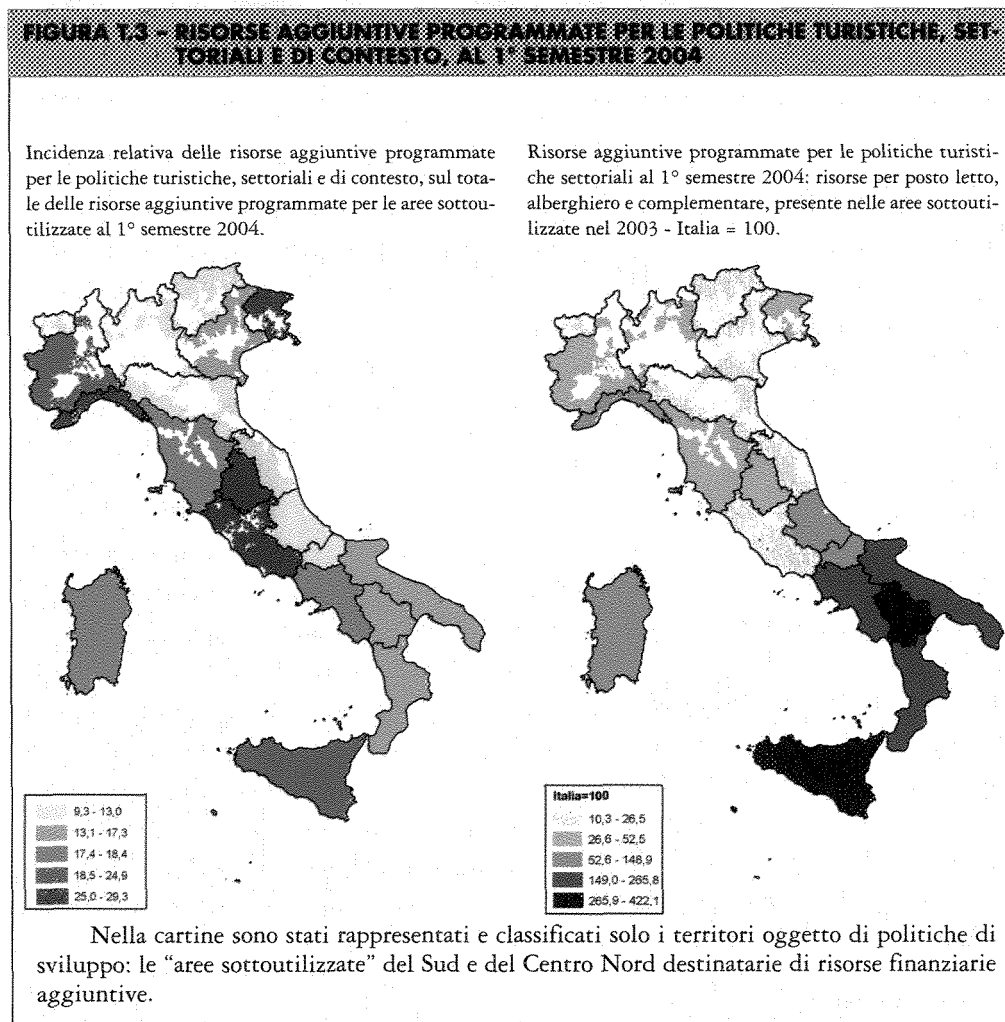 FIGURA T.3 - RISORSE AGGIUNTIVE PROGRAMMATE PER LE POLITICHE TURISTICHE, SET-
TORIALI E DI CONTESTO, AL 1° SEMESTRE 2004
Incidenza relativa delle risorse aggiuntive programmate
per le politiche turistiche, settoriali e di contesto, sul tota-
le delle risorse aggiuntive programmate per le aree sottou-
tilizzate al 1° semestre 2004.
Risorse aggiuntive programmate per le politiche turisti-
che settoriali al 1° semestre 2004: risorse per posto letto,
alberghiero e complementare, presente nelle aree sottouti-
lizzate nel 2003 - Italia = 100.
9,3 - 13,0
13,1 - 17,3
17,4 - 18,4
18,5 - 24,9
25,0 - 29,3
Italia=100
10,3 - 26,5
26,6 - 52,5
52,6 - 148,9
149,0 - 265,8
265,9 - 422,1
Nella cartine sono stati rappresentati e classificati solo i territori oggetto di politiche di
sviluppo: le “aree sottoutilizzate” del Sud e del Centro Nord destinatarie di risorse finanziarie
aggiuntive.